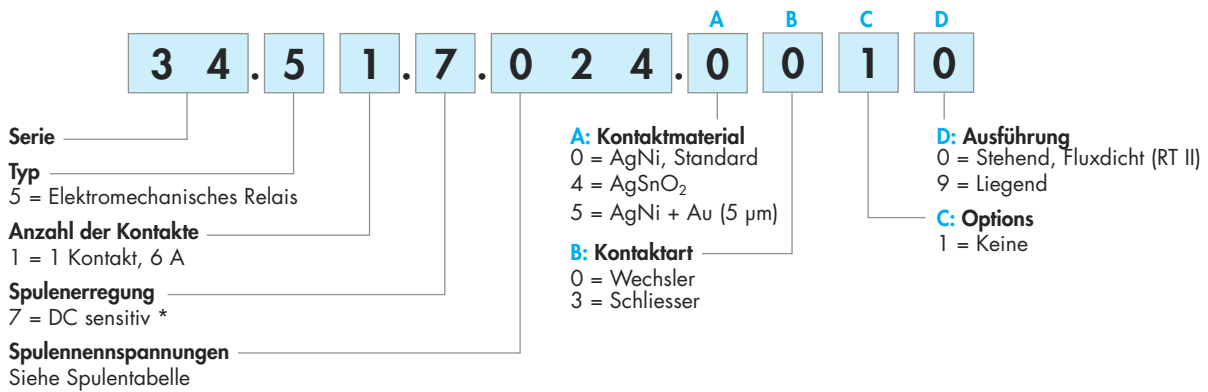 A B C D
3 4 . 5 1 . 7 . 0 2 4 . 0 0 1 0
Serie
Typ
5 = Elektromechanisches Relais
Anzahl der Kontakte
1 = 1 Kontakt, 6 A
Spulenerregung
7 = DC sensitiv *
Spulennennspannungen
Siehe Spulentabelle
A: Kontaktmaterial
0 = AgNi, Standard
4 = AgSnO₂
5 = AgNi + Au (5 µm)
B: Kontaktart
0 = Wechsler
3 = Schliesser
D: Ausführung
0 = Stehend, Fluxdicht (RT II)
9 = Liegend
C: Options
1 = Keine